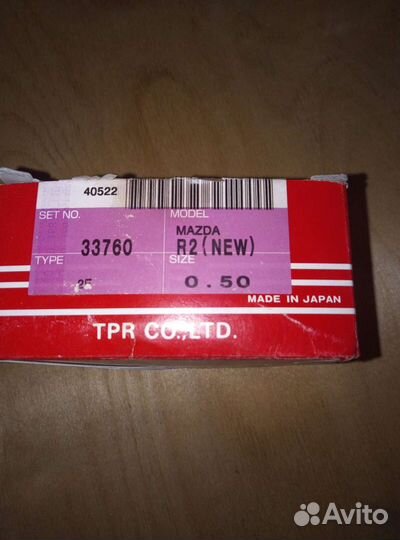 40522
SET NO. MODEL
33760 MAZDA
R2(NEW)
TYPE SIZE
2F 0.50
MADE IN JAPAN
TPR CO.,LTD.
Avito